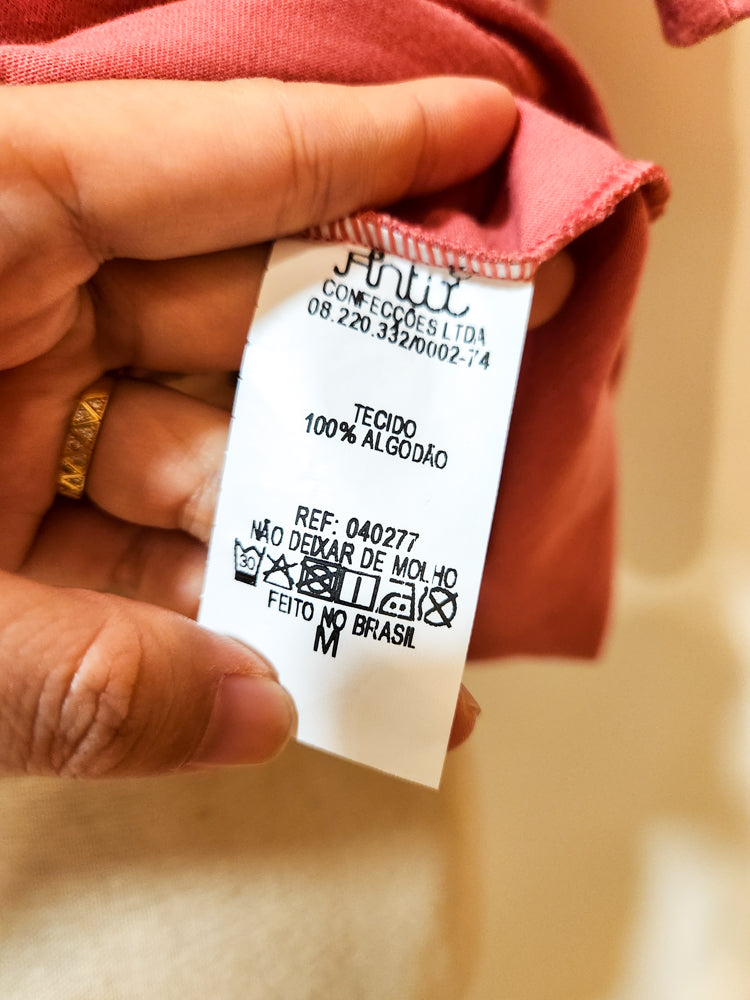 Antix
CONFECÇÕES LTDA
08.220.332/0002-74
TECIDO
100% ALGODÃO
REF: 040277
NÃO DEIXAR DE MOLHO
30
FEITO NO BRASIL
M